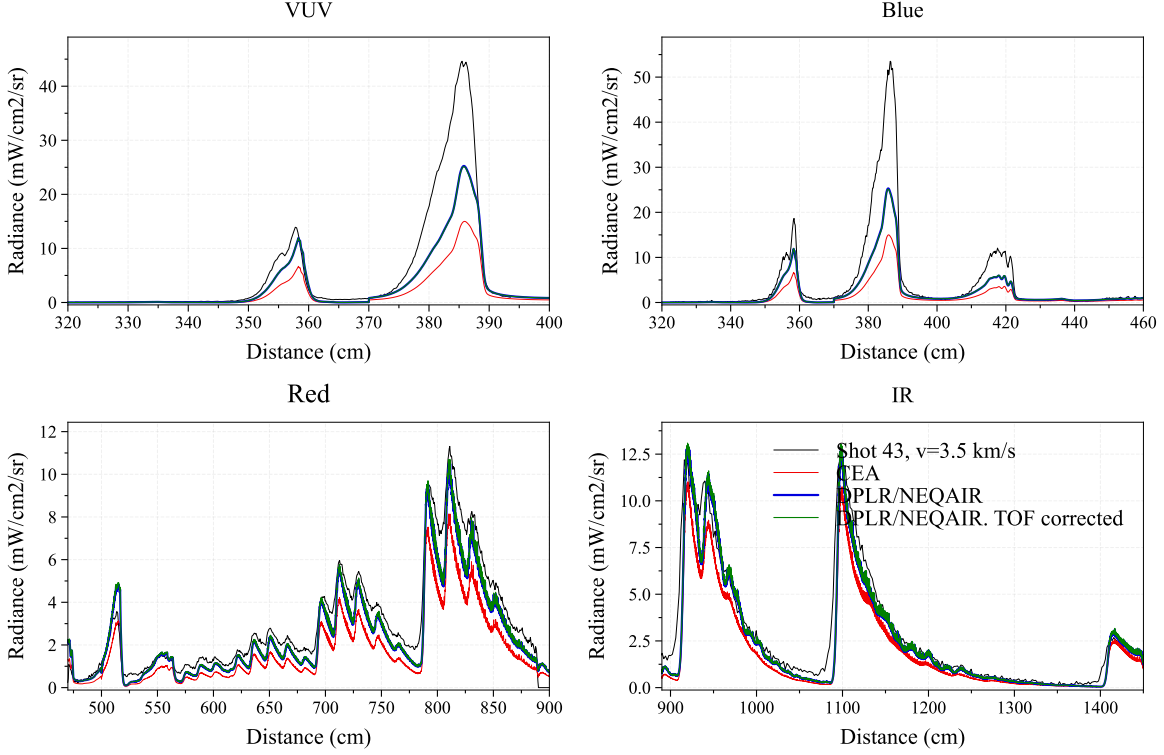 VUV
Radiance (mW/cm2/sr)
40
30
20
10
0
320 330 340 350 360 370 380 390 400
Distance (cm)
Blue
Radiance (mW/cm2/sr)
50
40
30
20
10
0
320 340 360 380 400 420 440 460
Distance (cm)
Red
Radiance (mW/cm2/sr)
12
10
8
6
4
2
0
500 550 600 650 700 750 800 850 900
Distance (cm)
IR
Radiance (mW/cm2/sr)
12.5
10.0
7.5
5.0
2.5
0.0
900 1000 1100 1200 1300 1400
Distance (cm)
Shot 43, v=3.5 km/s
CEA
DPLR/NEQAIR
DPLR/NEQAIR. TOF corrected